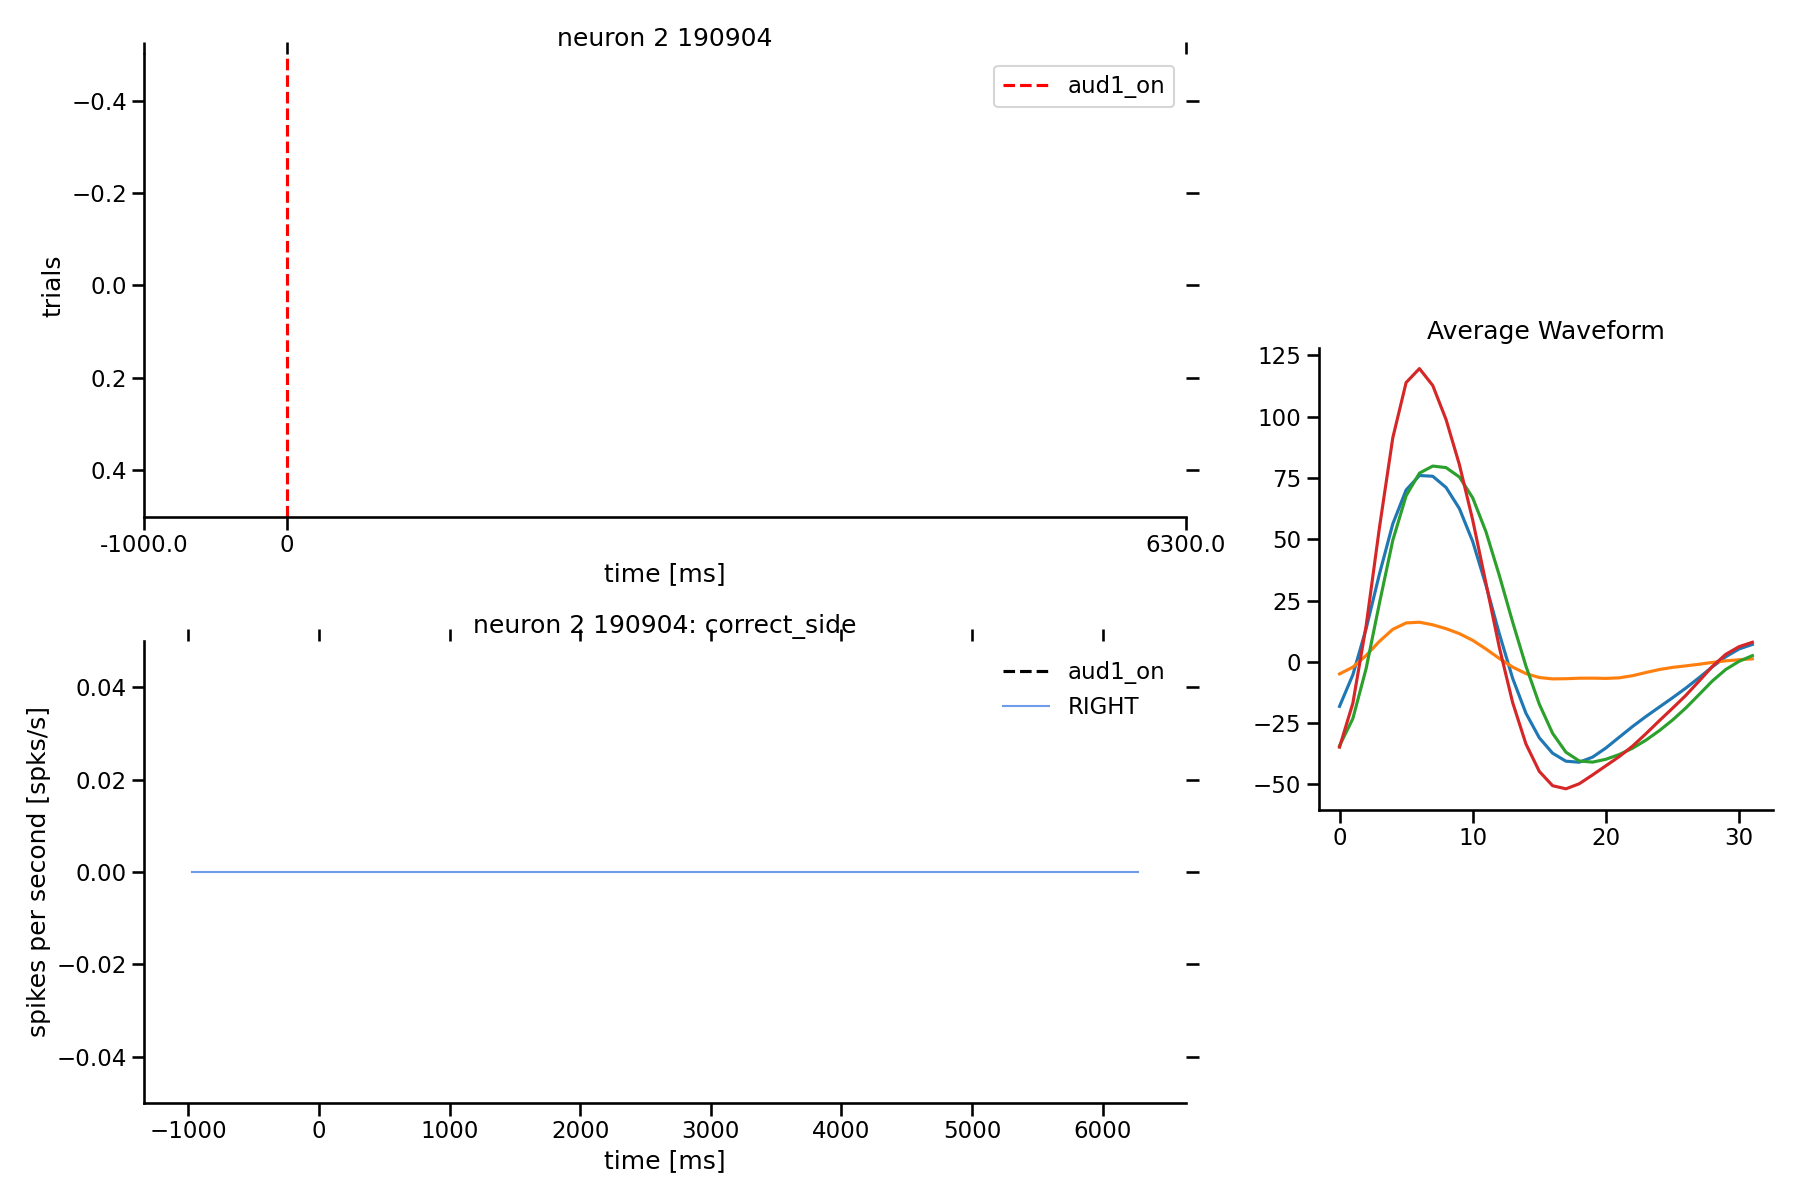 neuron 2 190904
aud1_on
−0.4
−0.2
0.0
0.2
0.4
trials
-1000.0 0 6300.0
time [ms]
neuron 2 190904: correct_side
aud1_on
RIGHT
0.04
0.02
0.00
−0.02
−0.04
spikes per second [spks/s]
−1000 0 1000 2000 3000 4000 5000 6000
time [ms]
Average Waveform
125
100
75
50
25
0
−25
−50
0 10 20 30